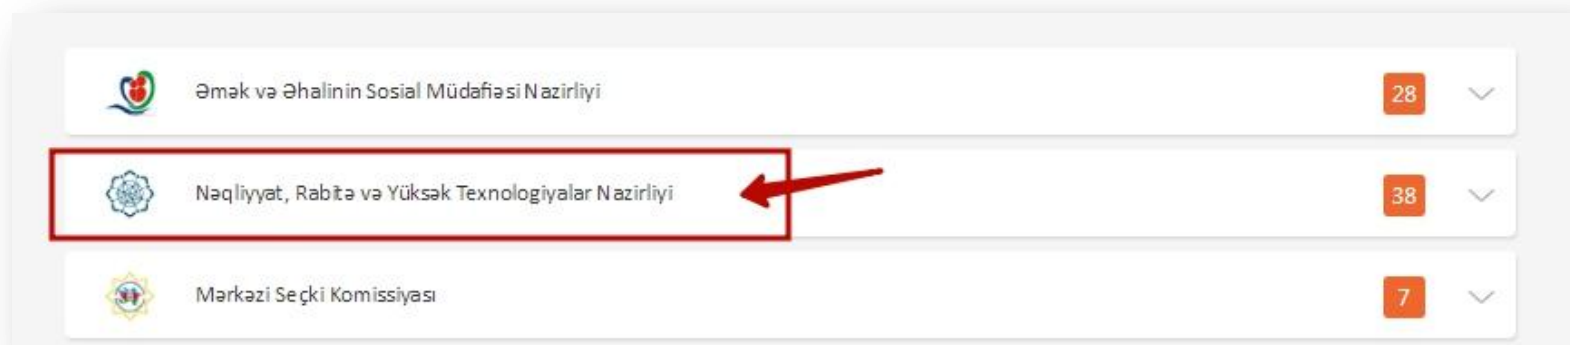 Əmək və Əhalinin Sosial Müdafiəsi Nazirliyi 28
Nəqliyyat, Rabitə və Yüksək Texnologiyalar Nazirliyi 38
Mərkəzi Seçki Komissiyası 7